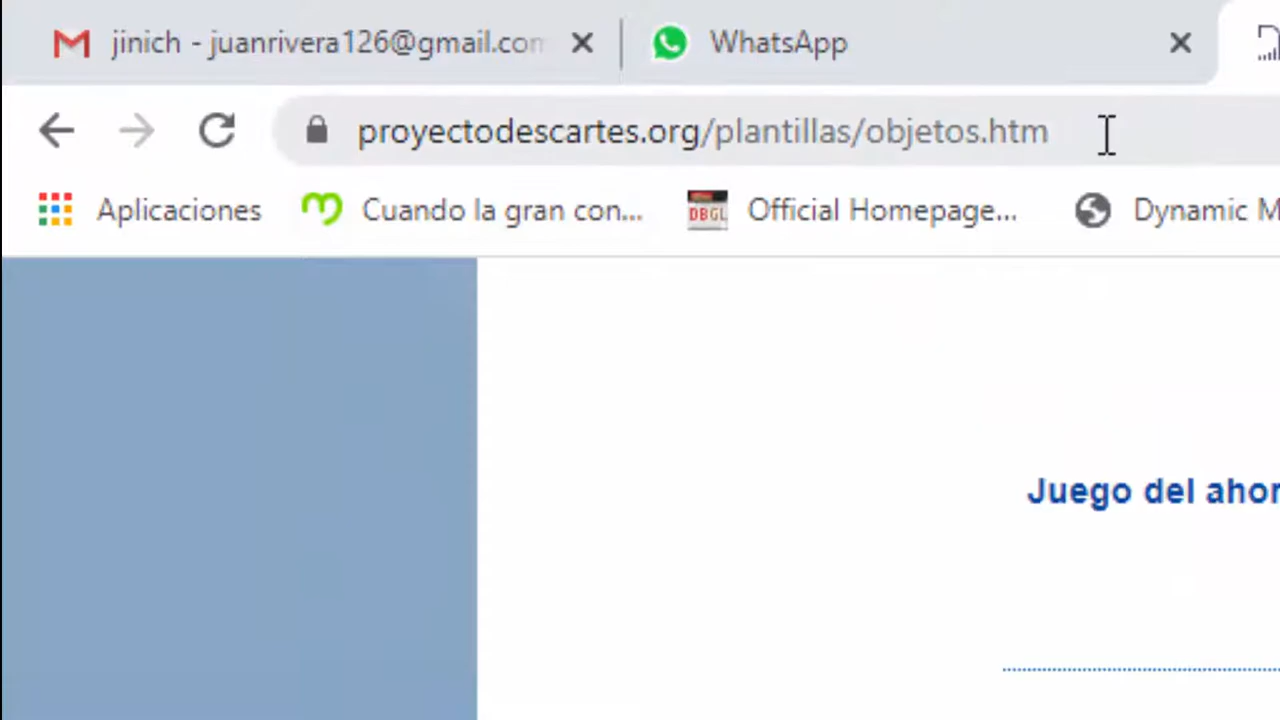 jinich - juanrivera126@gmail.com
WhatsApp
proyectodescartes.org/plantillas/objetos.htm
Aplicaciones
Cuando la gran con...
DBGL
Official Homepage...
Dynamic M
Juego del ahor